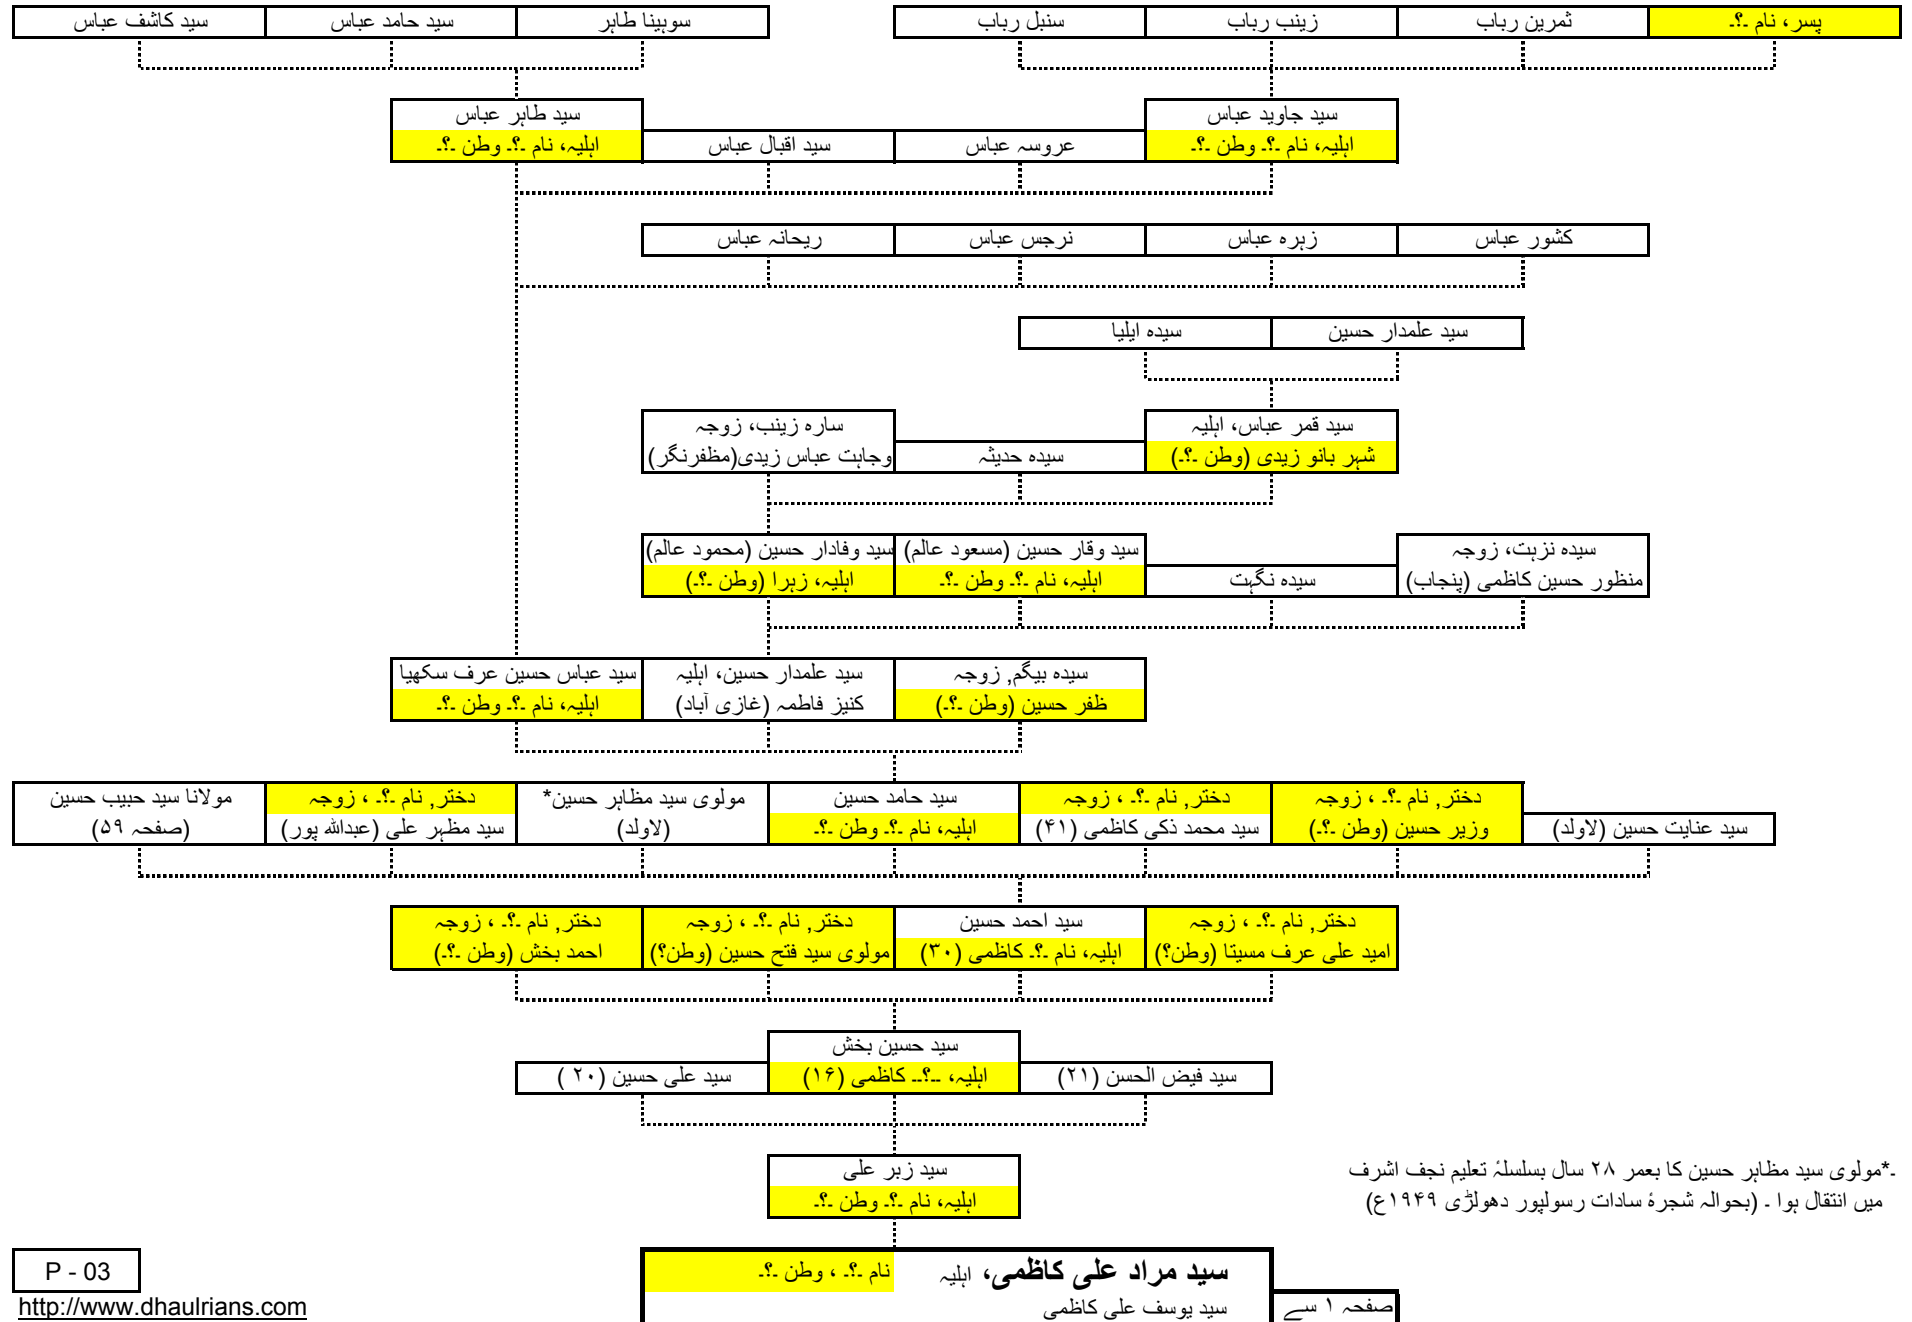 پسر، نام ۔؟۔
ثمرین رباب
زینب رباب
سنبل رباب
سوہینا طاہر
سید حامد عباس
سید کاشف عباس
سید جاوید عباس
اہلیہ، نام ۔؟۔ وطن ۔؟۔
عروسہ عباس
سید اقبال عباس
سید طاہر عباس
اہلیہ، نام ۔؟۔ وطن ۔؟۔
کشور عباس
زہرہ عباس
نرجس عباس
ریحانہ عباس
سید علمدار حسین
سیدہ ایلیا
سید قمر عباس، اہلیہ
شہر بانو زیدی (وطن ۔؟۔)
سیدہ حدیثہ
سارہ زینب، زوجہ
وجاہت عباس زیدی(مظفرنگر)
سیدہ نزہت، زوجہ
منظور حسین کاظمی (پنجاب)
سیدہ نگہت
سید وقار حسین (مسعود عالم)
اہلیہ، نام ۔؟۔ وطن ۔؟۔
سید وفادار حسین (محمود عالم)
اہلیہ، زہرا (وطن ۔؟۔)
سیدہ بیگم, زوجہ
ظفر حسین (وطن ۔؟۔)
سید علمدار حسین، اہلیہ
کنیز فاطمہ (غازی آباد)
سید عباس حسین عرف سکھیا
اہلیہ، نام ۔؟۔ وطن ۔؟۔
سید عنایت حسین (لاولد)
دختر, نام ۔؟۔ ، زوجہ
وزیر حسین (وطن ۔؟۔)
دختر, نام ۔؟۔ ، زوجہ
سید محمد ذکی کاظمی (۴۱)
سید حامد حسین
اہلیہ، نام ۔؟۔ وطن ۔؟۔
مولوی سید مظاہر حسین*
(لاولد)
دختر, نام ۔؟۔ ، زوجہ
سید مظہر علی (عبداللہ پور)
مولانا سید حبیب حسین
(صفحہ ۵۹)
دختر, نام ۔؟۔ ، زوجہ
امید علی عرف مسیتا (وطن؟)
سید احمد حسین
اہلیہ، نام ۔؟۔ کاظمی (۳۰)
دختر, نام ۔؟۔ ، زوجہ
مولوی سید فتح حسین (وطن؟)
دختر, نام ۔؟۔ ، زوجہ
احمد بخش (وطن ۔؟۔)
سید فیض الحسن (۲۱)
سید حسین بخش
اہلیہ، ۔۔؟۔۔ کاظمی (۱۶)
سید علی حسین (۲۰ )
سید زبر علی
اہلیہ، نام ۔؟۔ وطن ۔؟۔
۔*مولوی سید مظاہر حسین کا بعمر ۲۸ سال بسلسلۂ تعلیم نجف اشرف
میں انتقال ہوا ۔ (بحوالہ شجرۂ سادات رسولپور دھولڑی ۱۹۴۹ع)
سید مراد علی کاظمی، اہلیہ نام ۔؟۔ ، وطن ۔؟۔
سید یوسف علی کاظمی
صفحہ ۱ سے
P - 03
http://www.dhaulrians.com